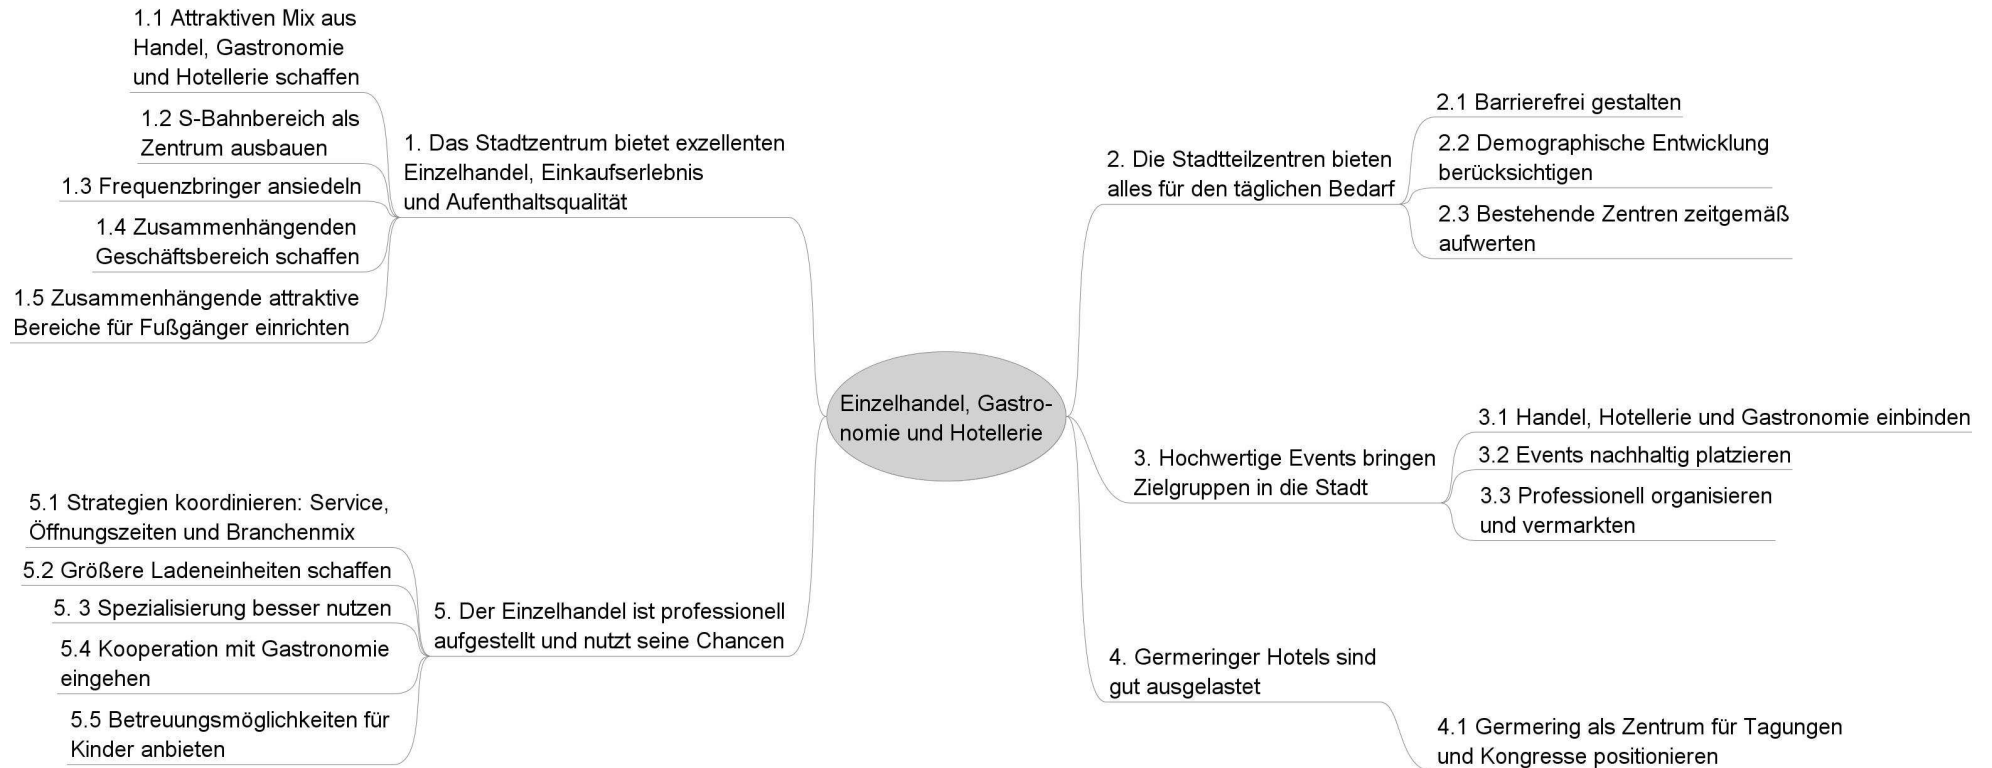 1.1 Attraktiven Mix aus
Handel, Gastronomie
und Hotellerie schaffen
1.2 S-Bahnbereich als
Zentrum ausbauen
1.3 Frequenzbringer ansiedeln
1.4 Zusammenhängenden
Geschäftsbereich schaffen
1.5 Zusammenhängende attraktive
Bereiche für Fußgänger einrichten
1. Das Stadtzentrum bietet exzellenten
Einzelhandel, Einkaufserlebnis
und Aufenthaltsqualität
2. Die Stadtteilzentren bieten
alles für den täglichen Bedarf
2.1 Barrierefrei gestalten
2.2 Demographische Entwicklung
berücksichtigen
2.3 Bestehende Zentren zeitgemäß
aufwerten
Einzelhandel, Gastro-
nomie und Hotellerie
3. Hochwertige Events bringen
Zielgruppen in die Stadt
3.1 Handel, Hotellerie und Gastronomie einbinden
3.2 Events nachhaltig platzieren
3.3 Professionell organisieren
und vermarkten
5.1 Strategien koordinieren: Service,
Öffnungszeiten und Branchenmix
5.2 Größere Ladeneinheiten schaffen
5. 3 Spezialisierung besser nutzen
5.4 Kooperation mit Gastronomie
eingehen
5.5 Betreuungsmöglichkeiten für
Kinder anbieten
5. Der Einzelhandel ist professionell
aufgestellt und nutzt seine Chancen
4. Germeringer Hotels sind
gut ausgelastet
4.1 Germering als Zentrum für Tagungen
und Kongresse positionieren